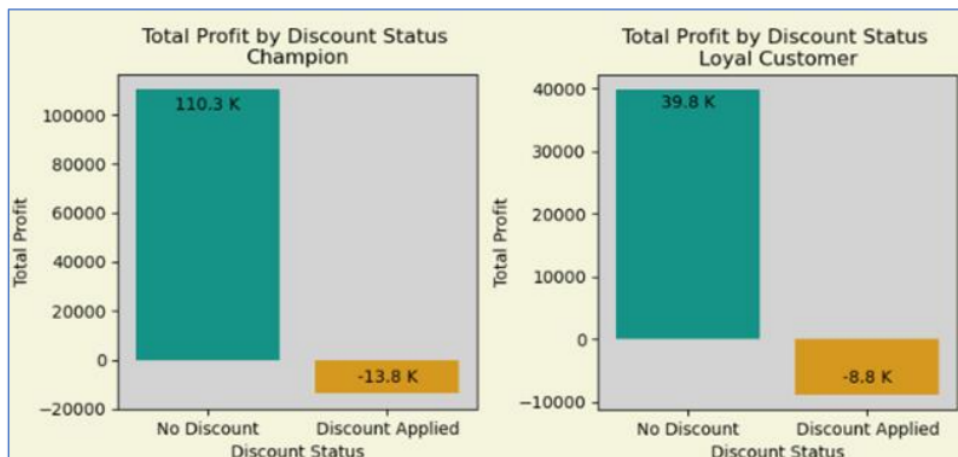 Total Profit by Discount Status
Champion
110.3 K
100000
80000
60000
40000
20000
0
-20000
Total Profit
-13.8 K
No Discount
Discount Applied
Discount Status
Total Profit by Discount Status
Loyal Customer
39.8 K
40000
30000
20000
10000
0
-10000
Total Profit
-8.8 K
No Discount
Discount Applied
Discount Status